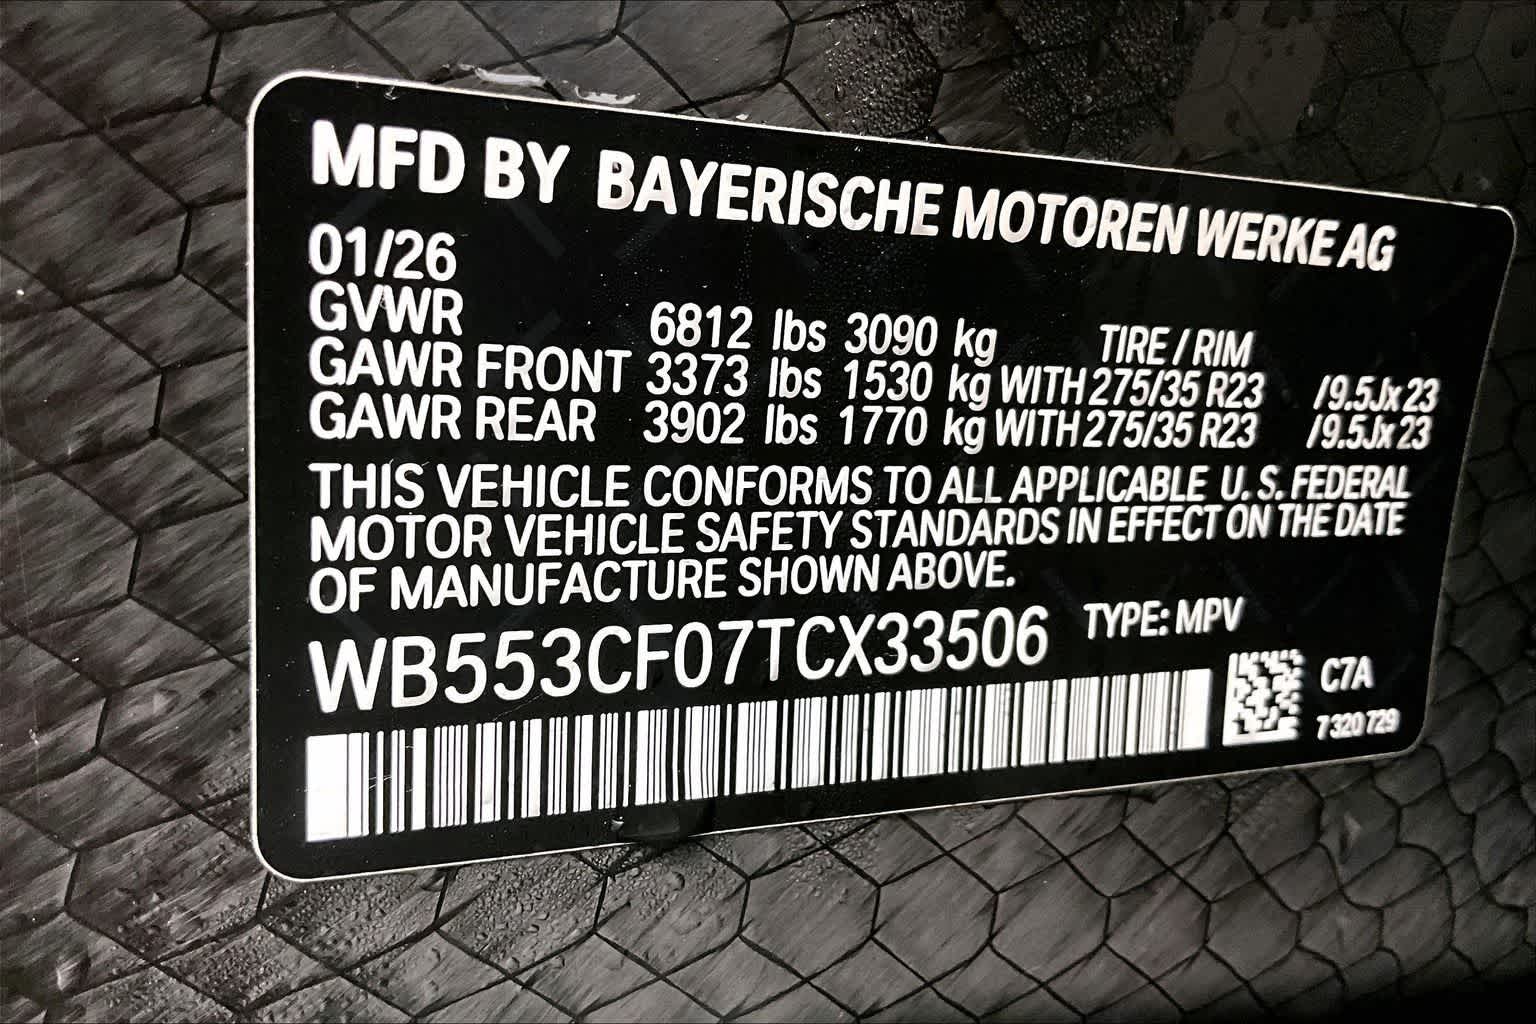 MFD BY BAYERISCHE MOTOREN WERKE AG
01/26
GVWR 6812 lbs 3090 kg TIRE / RIM
GAWR FRONT 3373 lbs 1530 kg WITH 275/35 R23 /9.5Jx23
GAWR REAR 3902 lbs 1770 kg WITH 275/35 R23 /9.5Jx23
THIS VEHICLE CONFORMS TO ALL APPLICABLE U.S. FEDERAL
MOTOR VEHICLE SAFETY STANDARDS IN EFFECT ON THE DATE
OF MANUFACTURE SHOWN ABOVE.
WB553CF07TCX33506 TYPE: MPV
C7A
7 320 729